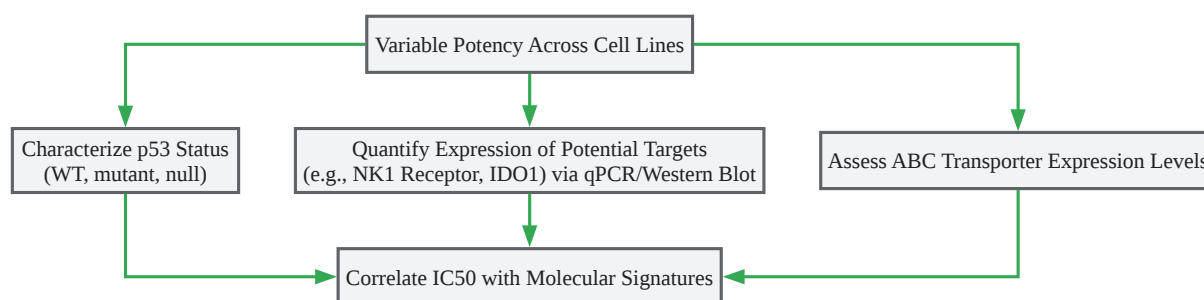 Variable Potency Across Cell Lines
Characterize p53 Status
(WT, mutant, null)
Quantify Expression of Potential Targets
(e.g., NK1 Receptor, IDO1) via qPCR/Western Blot
Assess ABC Transporter Expression Levels
Correlate IC50 with Molecular Signatures